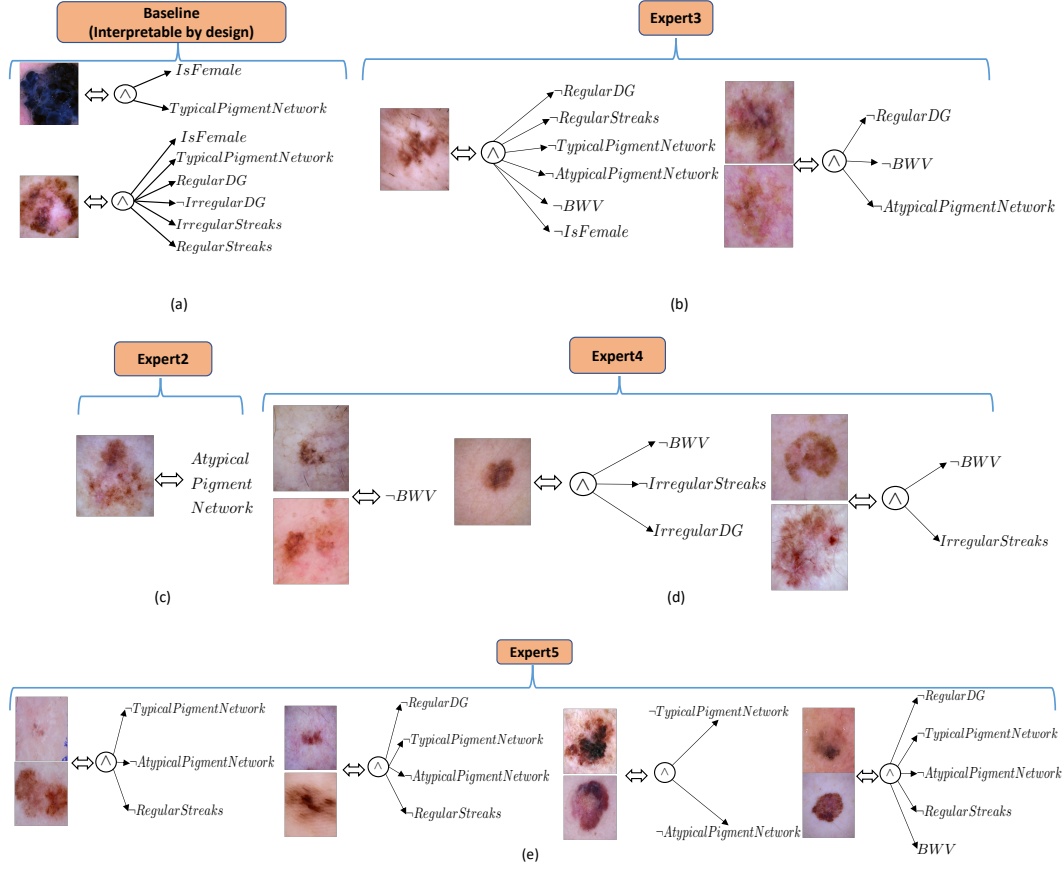 Baseline
(Interpretable by design)
∧
IsFemale
TypicalPigmentNetwork
∧
IsFemale
TypicalPigmentNetwork
RegularDG
¬IrregularDG
IrregularStreaks
RegularStreaks
(a)
Expert3
∧
¬RegularDG
¬RegularStreaks
¬TypicalPigmentNetwork
¬AtypicalPigmentNetwork
¬BWV
¬IsFemale
∧
¬RegularDG
¬BWV
¬AtypicalPigmentNetwork
(b)
Expert2
Atypical
Pigment
Network
(c)
Expert4
¬BWV
∧
¬BWV
¬IrregularStreaks
IrregularDG
∧
¬BWV
IrregularStreaks
(d)
Expert5
∧
¬TypicalPigmentNetwork
¬AtypicalPigmentNetwork
¬RegularStreaks
∧
¬RegularDG
¬TypicalPigmentNetwork
¬AtypicalPigmentNetwork
¬RegularStreaks
∧
¬TypicalPigmentNetwork
¬AtypicalPigmentNetwork
∧
¬RegularDG
¬TypicalPigmentNetwork
¬AtypicalPigmentNetwork
¬RegularStreaks
BWV
(e)